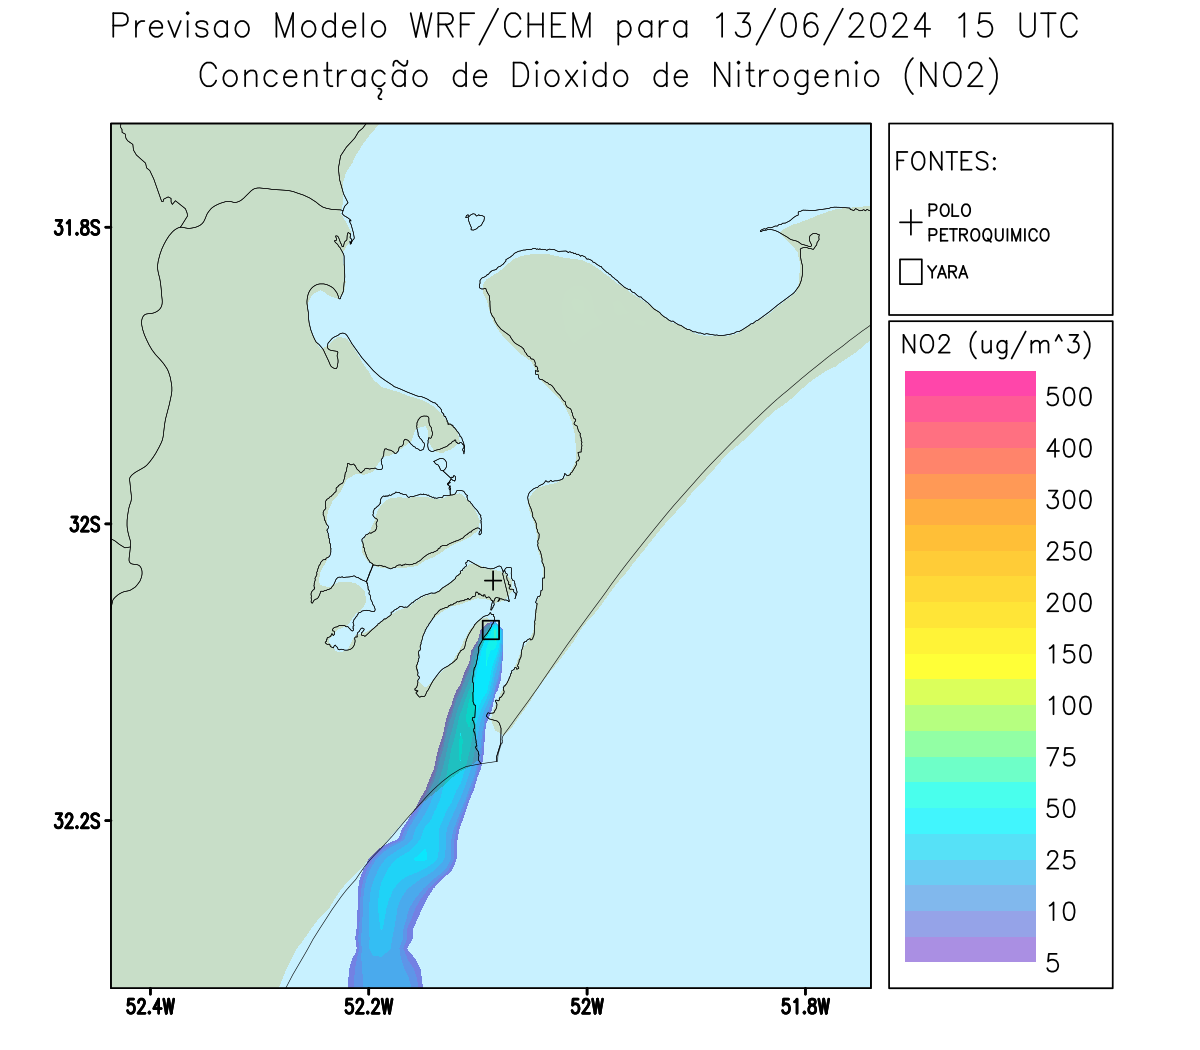 Previsao Modelo WRF/CHEM para 13/06/2024 15 UTC
Concentração de Dioxido de Nitrogenio (NO2)
FONTES:
POLO
PETROQUIMICO
YARA
NO2 (ug/m^3)
500
400
300
250
200
150
100
75
50
25
10
5
31.8S
32S
32.2S
52.4W
52.2W
52W
51.8W